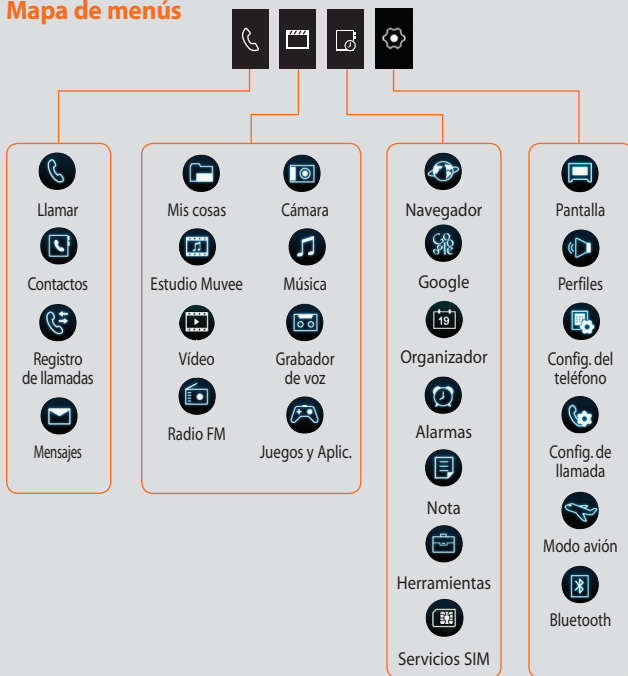 Mapa de menús
Llamar
Contactos
Registro
de llamadas
Mensajes
Mis cosas
Cámara
Estudio Muvee
Música
Vídeo
Grabador
de voz
Radio FM
Juegos y Aplic.
Navegador
Google
Organizador
19
Alarmas
Nota
Herramientas
Servicios SIM
Pantalla
Perfiles
Config. del
teléfono
Config. de
llamada
Modo avión
Bluetooth